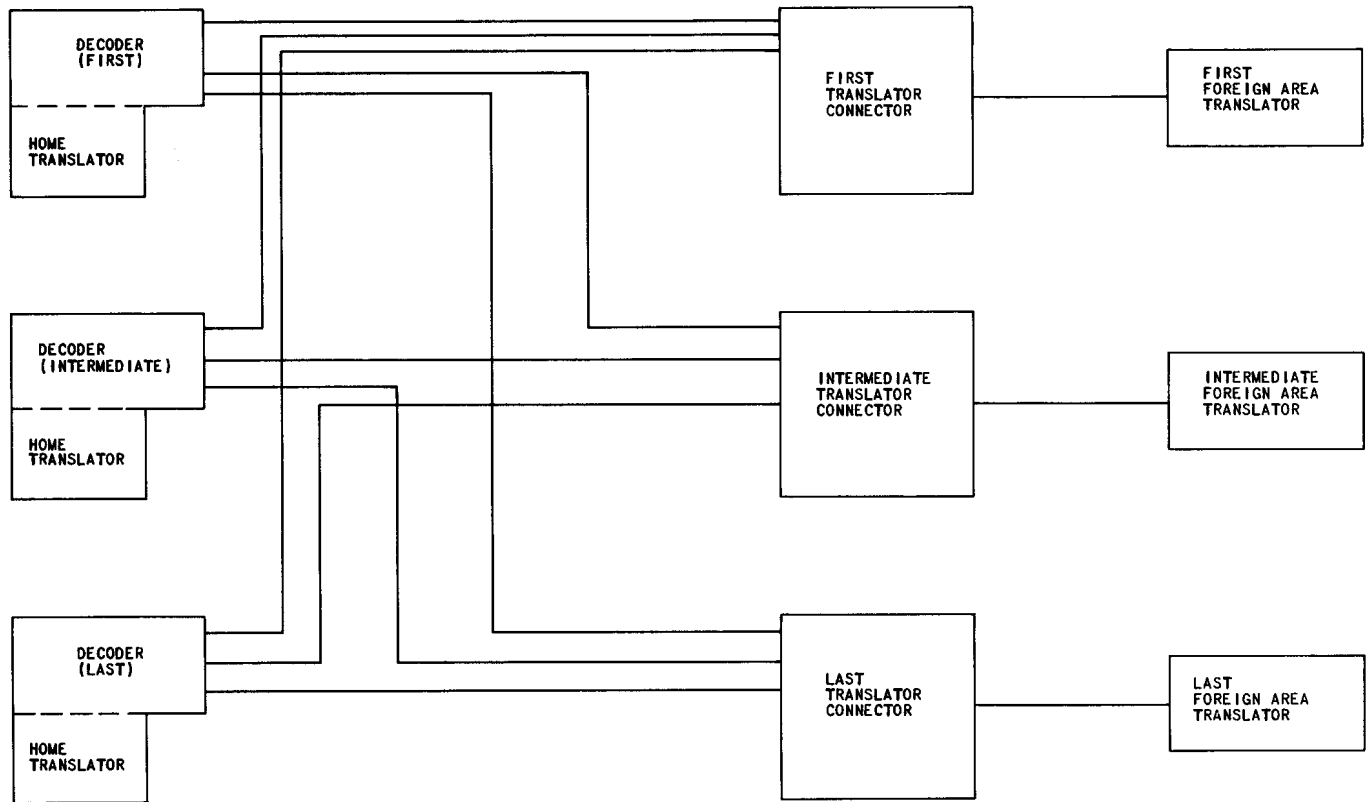 DECODER
(FIRST)
HOME
TRANSLATOR
FIRST
TRANSLATOR
CONNECTOR
FIRST
FOREIGN AREA
TRANSLATOR
DECODER
(INTERMEDIATE)
HOME
TRANSLATOR
INTERMEDIATE
TRANSLATOR
CONNECTOR
INTERMEDIATE
FOREIGN AREA
TRANSLATOR
DECODER
(LAST)
HOME
TRANSLATOR
LAST
TRANSLATOR
CONNECTOR
LAST
FOREIGN AREA
TRANSLATOR